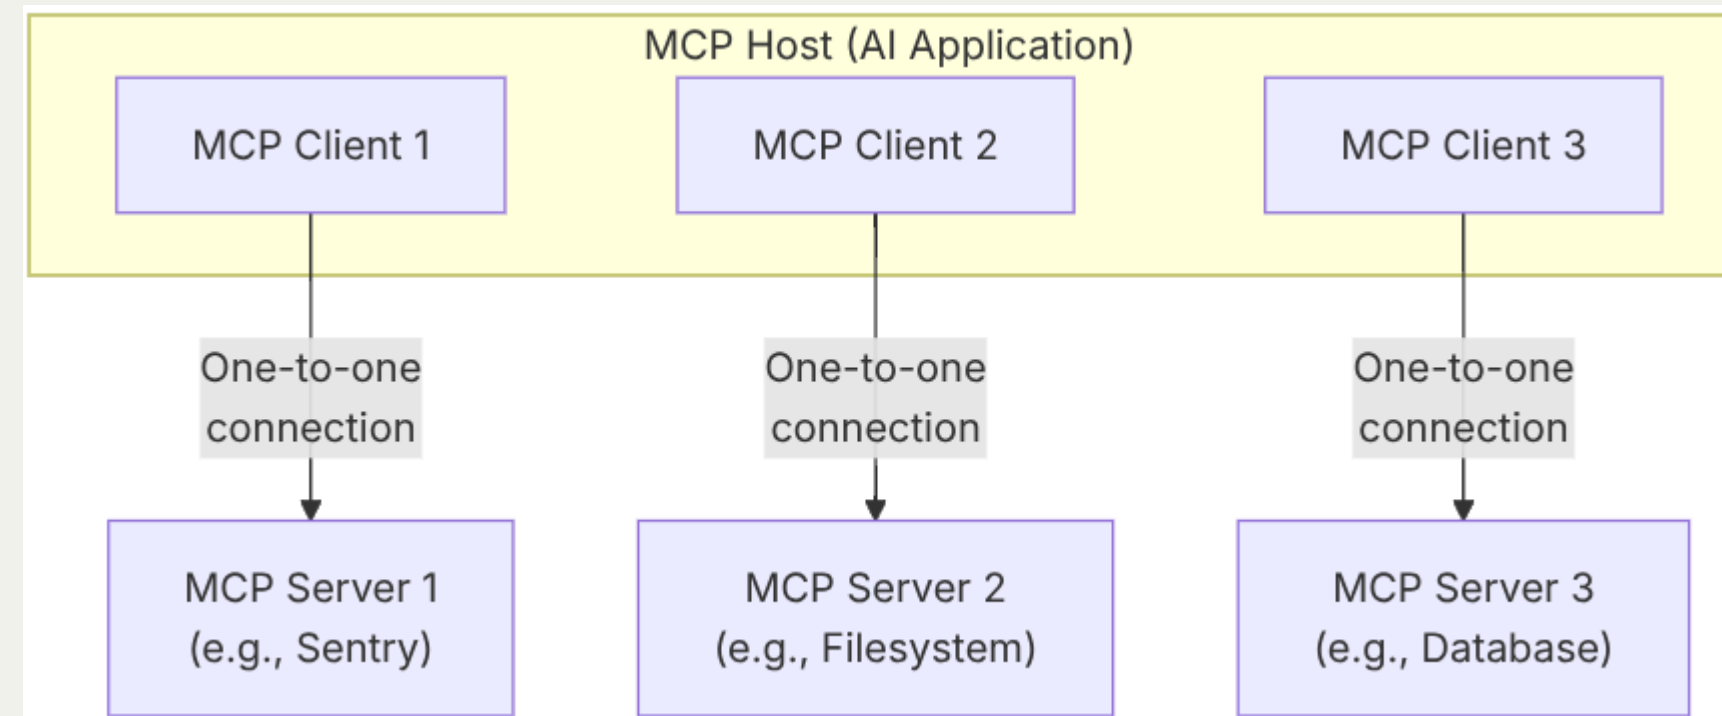 MCP Host (AI Application)
MCP Client 1
MCP Client 2
MCP Client 3
One-to-one
connection
One-to-one
connection
One-to-one
connection
MCP Server 1
(e.g., Sentry)
MCP Server 2
(e.g., Filesystem)
MCP Server 3
(e.g., Database)